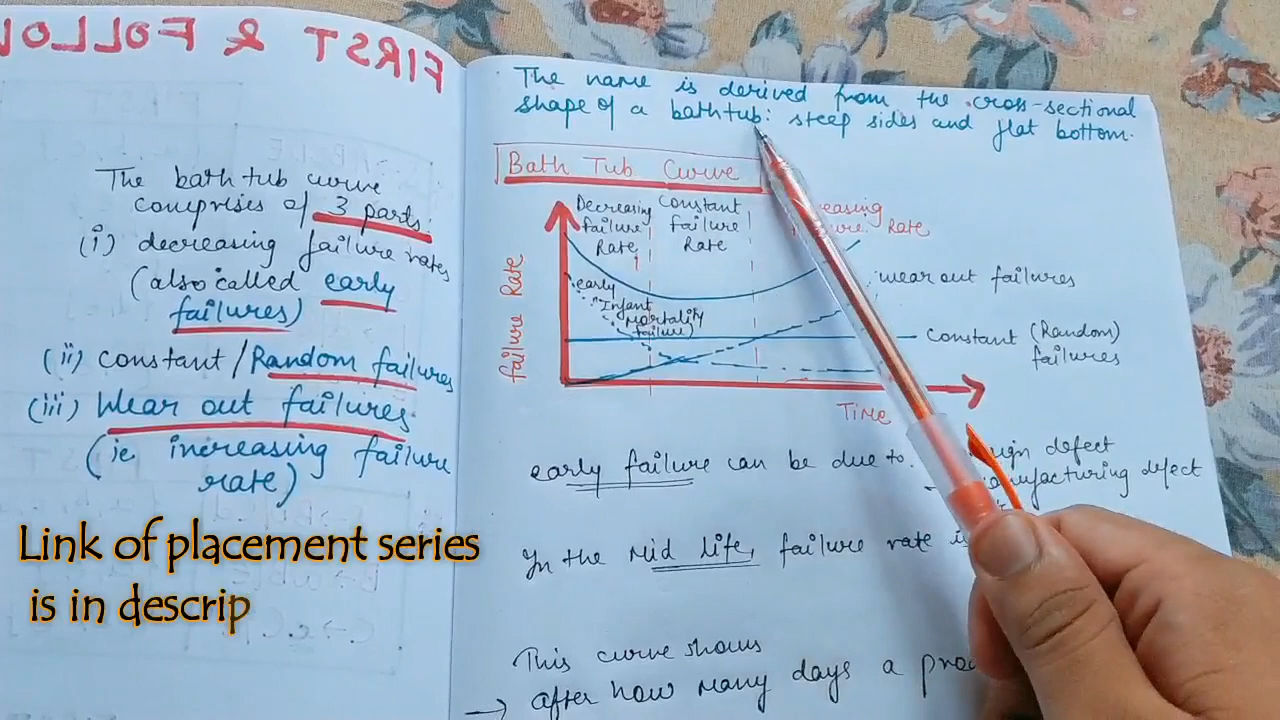 FIRST & FOLLOW
The bath tub curve
comprises of 3 parts:
(i) decreasing failure rates
(also called early
failures)
(ii) constant/Random failures
(iii) Wear out failures
(ie increasing failure
rate)
Link of placement series
is in descrip
The name is derived from the cross-sectional
shape of a bathtub: steep sides and flat bottom.
Bath Tub Curve
Decreasing
failure
Rate
Constant
failure
Rate
Rate
failure Rate
early
Infant
Mortality
failure)
wear out failures
Constant (Random)
failures
Time
early failure can be due to.
defect
defect
In the mid life, failure rate
This curve shows
→ after how many days a